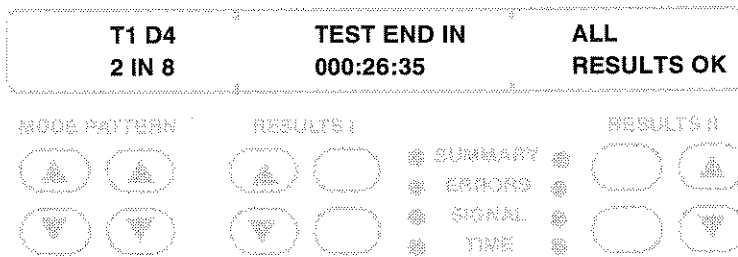 T1 D4 TEST END IN ALL
2 IN 8 000:26:35 RESULTS OK
MODE PATTERN RESULTS I RESULTS II
SUMMARY
ERRORS
SIGNAL
TIME